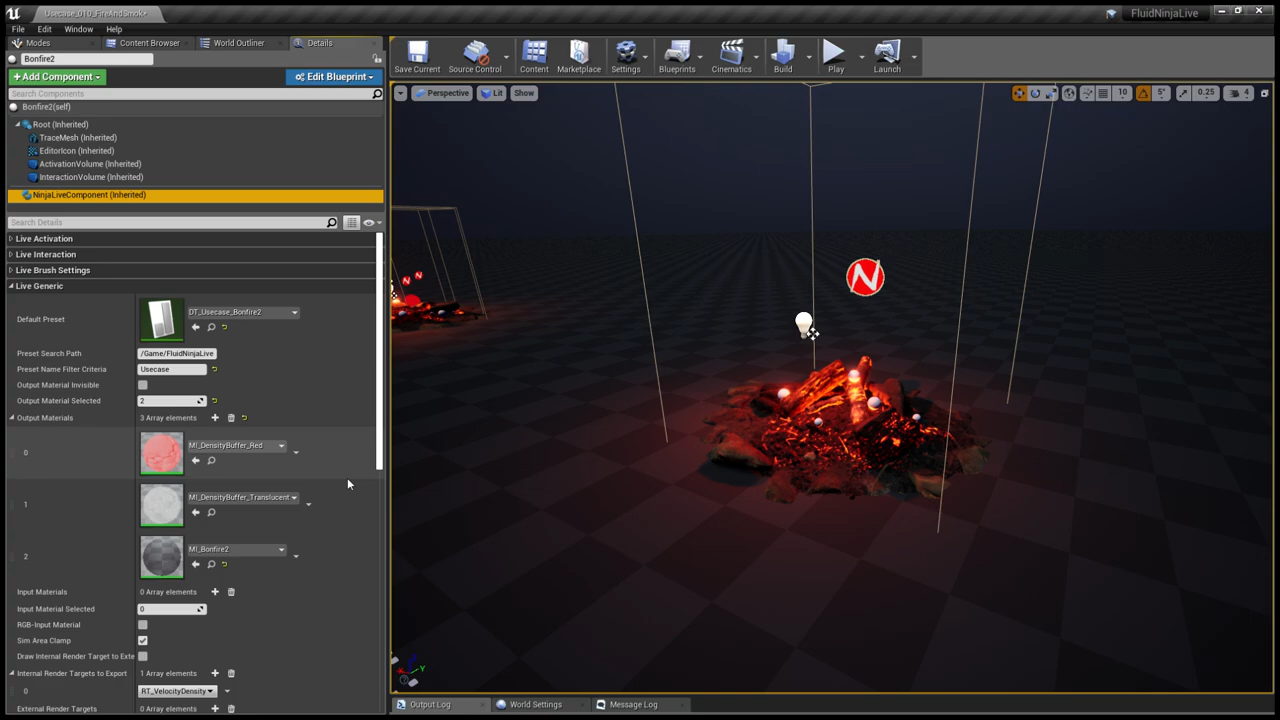 Usecase_010_FireAndSmok•
FluidNinjaLive
File Edit Window Help
Modes Content Browser World Outliner Details
Bonfire2
+Add Component Edit Blueprint
Search Components
Bonfire2(self)
Root (Inherited)
TraceMesh (Inherited)
EditorIcon (Inherited)
ActivationVolume (Inherited)
InteractionVolume (Inherited)
NinjaLiveComponent (Inherited)
Search Details
Live Activation
Live Interaction
Live Brush Settings
Live Generic
Default Preset DT_Usecase_Bonfire2
Preset Search Path /Game/FluidNinjaLive
Preset Name Filter Criteria Usecase
Output Material Invisible
Output Material Selected 2
Output Materials 3 Array elements
0 MI_DensityBuffer_Red
1 MI_DensityBuffer_Translucent
2 MI_Bonfire2
Input Materials 0 Array elements
Input Material Selected 0
RGB-Input Material
Sim Area Clamp
Draw Internal Render Target to Exte
Internal Render Targets to Export 1 Array elements
0 RT_VelocityDensity
External Render Targets 0 Array elements
Save Current Source Control Content Marketplace Settings Blueprints Cinematics Build Play Launch
Perspective Lit Show 10 5° 0.25 4
N
Y
Output Log World Settings Message Log